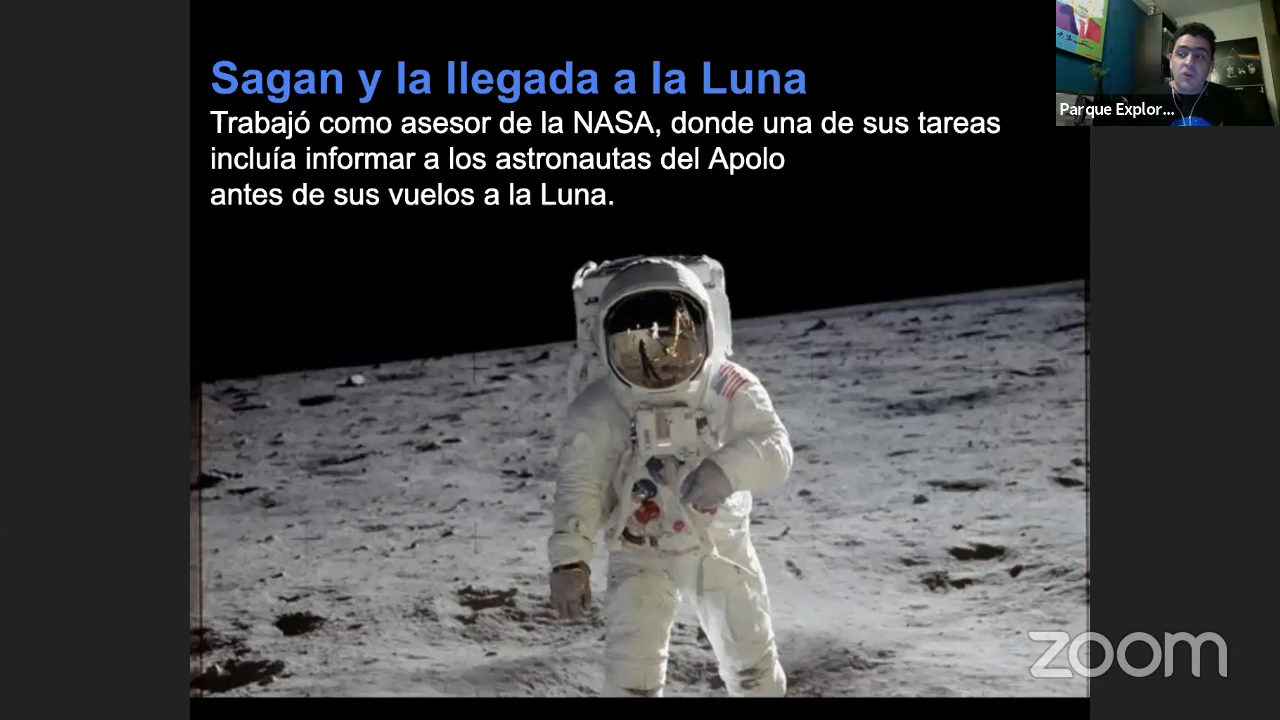 Sagan y la llegada a la Luna
Trabajó como asesor de la NASA, donde una de sus tareas
incluía informar a los astronautas del Apolo
antes de sus vuelos a la Luna.
Parque Explor...
zoom